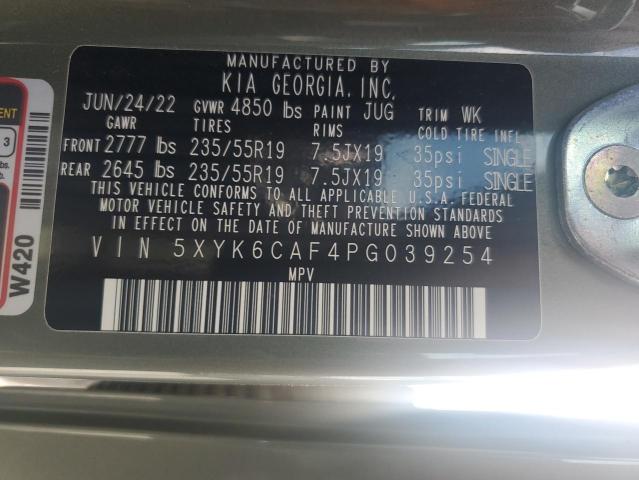 MANUFACTURED BY
KIA GEORGIA, INC.
JUN/24/22 GVWR 4850 lbs PAINT JUG TRIM WK
GAWR TIRES RIMS COLD TIRE INFL
FRONT 2777 lbs 235/55R19 7.5JX19 35psi SINGLE
REAR 2645 lbs 235/55R19 7.5JX19 35psi SINGLE
THIS VEHICLE CONFORMS TO ALL APPLICABLE U.S.A. FEDERAL
MOTOR VEHICLE SAFETY AND THEFT PREVENTION STANDARDS
IN EFFECT ON THE DATE OF MANUFACTURE SHOWN ABOVE
VIN 5XYK6CAF4PG039254
MPV
3
lbs.
W420